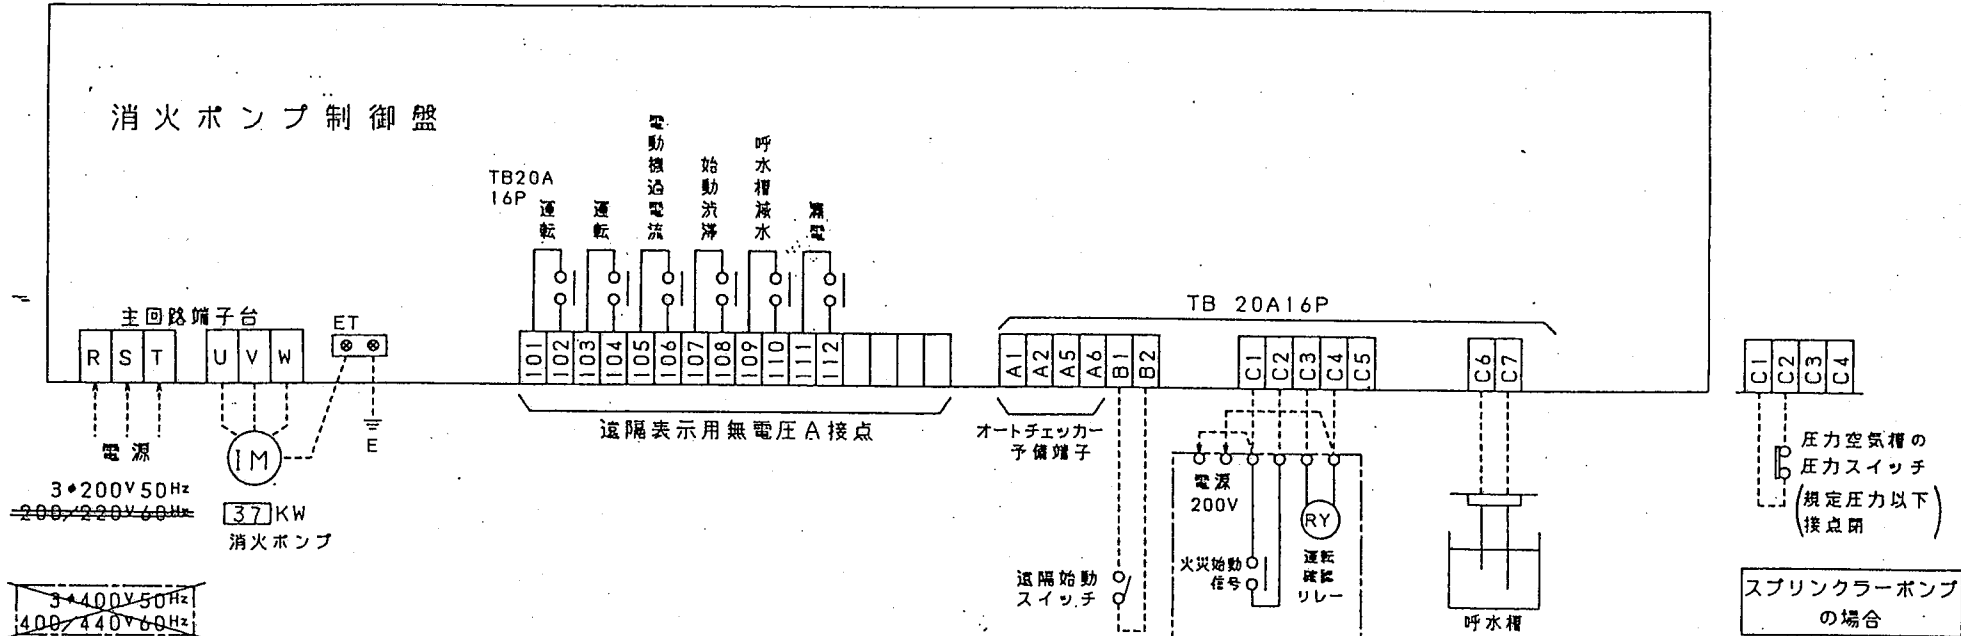 消火ポンプ制御盤
TB20A
16P
運転
運転
電動機過電流
始動渋滞
呼水槽減水
漏電
主回路端子台
ET
R S T
U V W
101 102 103 104 105 106 107 108 109 110 111 112
TB 20A16P
A1 A2 A5 A6 B1 B2
C1 C2 C3 C4 C5
C6 C7
C1 C2 C3 C4
電源
IM
E
遠隔表示用無電圧A接点
オートチェッカー
予備端子
3φ200V50Hz
200/220V60Hz
37KW
消火ポンプ
3φ400V50Hz
400/440V60Hz
遠隔始動
スイッチ
電源
200V
火災始動
信号
RY
運転
確認
リレー
呼水槽
圧力空気槽の
圧力スイッチ
(規定圧力以下
接点閉)
スプリンクラーポンプ
の場合